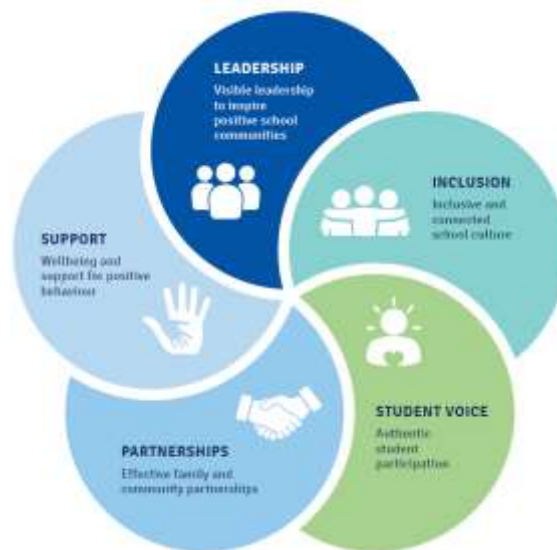 LEADERSHIP
Visible leadership
to inspire
positive school
communities
INCLUSION
Inclusive and
connected
school culture
SUPPORT
Wellbeing and
support for positive
behaviour
STUDENT VOICE
Authentic
student
participation
PARTNERSHIPS
Effective family and
community partnerships